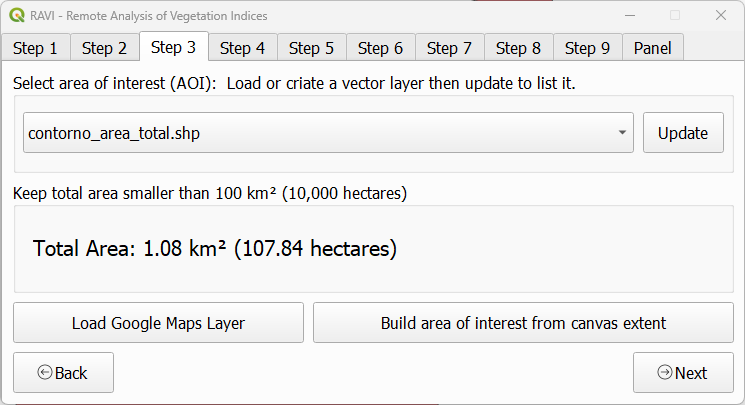 RAVI - Remote Analysis of Vegetation Indices
Step 1 Step 2 Step 3 Step 4 Step 5 Step 6 Step 7 Step 8 Step 9 Panel
Select area of interest (AOI):  Load or criate a vector layer then update to list it.
contorno_area_total.shp Update
Keep total area smaller than 100 km² (10,000 hectares)
Total Area: 1.08 km² (107.84 hectares)
Load Google Maps Layer Build area of interest from canvas extent
Back Next